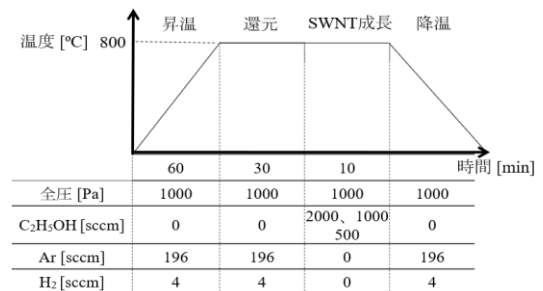 昇温 還元 SWNT成長 降温
温度 [ºC] 800
60 30 10 時間 [min]
全圧 [Pa] 1000 1000 1000 1000
C₂H₅OH [sccm] 0 0 2000、1000 0
500
Ar [sccm] 196 196 0 196
H₂ [sccm] 4 4 0 4